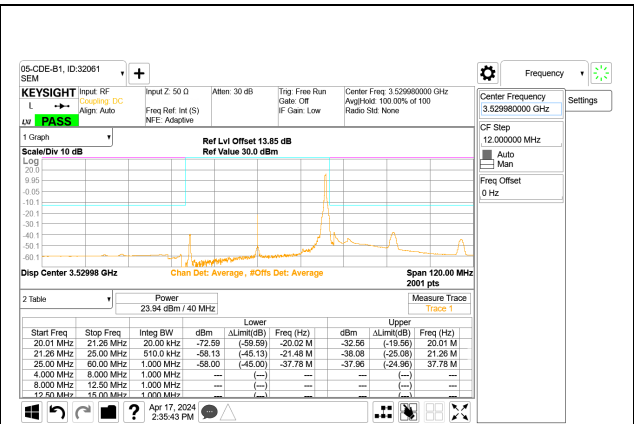 05-CDE-B1, ID:32061
SEM
Frequency
KEYSIGHT
L
PASS
Input: RF
Coupling: DC
Align: Auto
Input Z: 50 Ω
Freq Ref: Int (S)
NFE: Adaptive
Atten: 30 dB
Trig: Free Run
Gate: Off
IF Gain: Low
Center Freq: 3.529980000 GHz
Avg|Hold: 100.00% of 100
Radio Std: None
Center Frequency
3.529980000 GHz
Settings
CF Step
12.000000 MHz
Auto
Man
Freq Offset
0 Hz
1 Graph
Scale/Div 10 dB
Ref Lvl Offset 13.85 dB
Ref Value 30.0 dBm
Log
20.0
9.95
-0.05
-10.1
-20.1
-30.1
-40.1
-50.1
-60.1
Disp Center 3.52998 GHz
Chan Det: Average , #Offs Det: Average
Span 120.00 MHz
2001 pts
2 Table
Power
23.94 dBm / 40 MHz
Measure Trace
Trace 1
Lower Upper
Start Freq Stop Freq Integ BW dBm ΔLimit(dB) Freq (Hz) dBm ΔLimit(dB) Freq (Hz)
20.01 MHz 21.26 MHz 20.00 kHz -72.59 (-59.59) -20.02 M -32.56 (-19.56) 20.01 M
21.26 MHz 25.00 MHz 510.0 kHz -58.13 (-45.13) -21.48 M -38.08 (-25.08) 21.26 M
25.00 MHz 60.00 MHz 1.000 MHz -58.00 (-45.00) -37.78 M -37.96 (-24.96) 37.78 M
4.000 MHz 8.000 MHz 1.000 MHz --- (---) --- --- (---) ---
8.000 MHz 12.50 MHz 1.000 MHz --- (---) --- --- (---) ---
12.50 MHz 15.00 MHz 1.000 MHz --- (---) --- --- (---) ---
?
Apr 17, 2024
2:35:43 PM